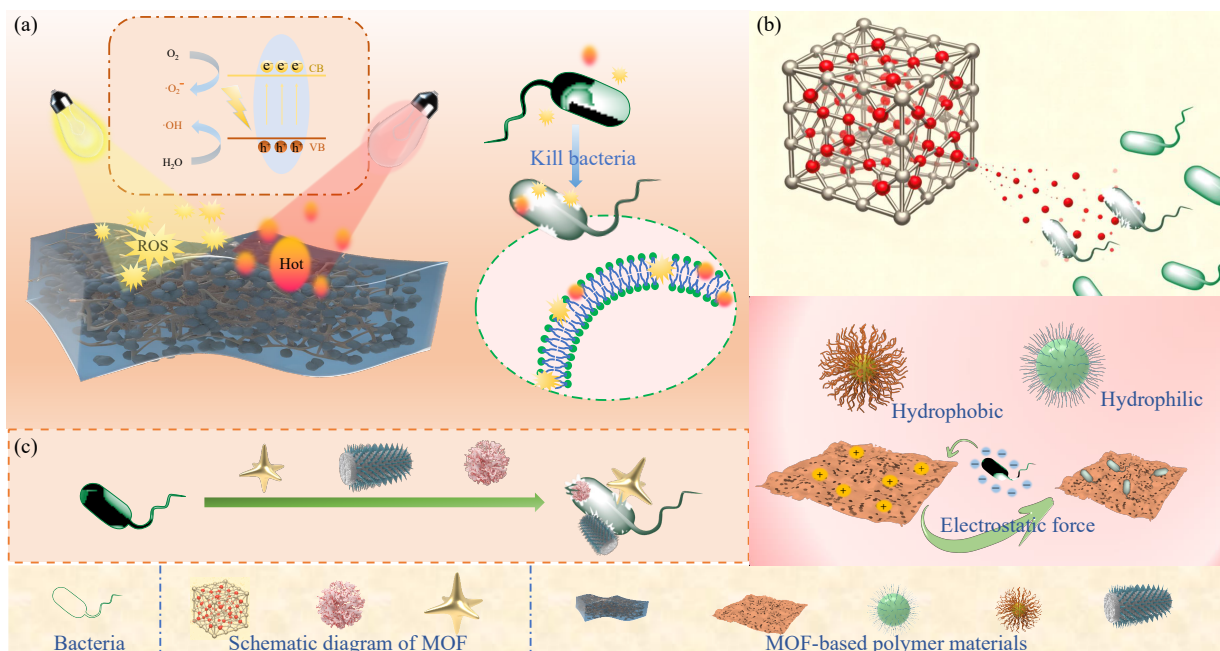 (a)
O₂
·O₂⁻
·OH
H₂O
e⁻ e⁻ e⁻
CB
h⁺ h⁺ h⁺
VB
ROS
Hot
Kill bacteria
(b)
Hydrophobic
Hydrophilic
+ + + + + +
Electrostatic force
(c)
Bacteria
Schematic diagram of MOF
MOF-based polymer materials